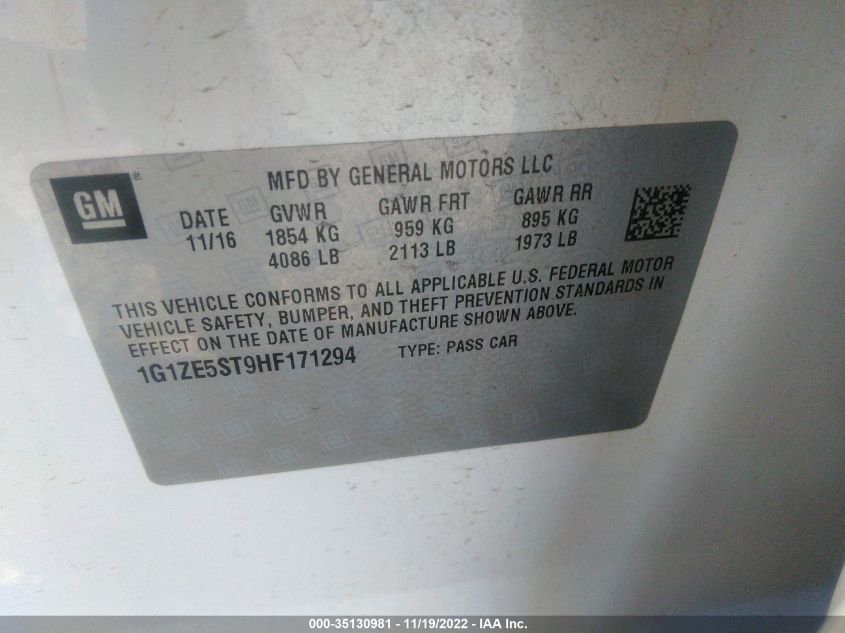 GM ®
MFD BY GENERAL MOTORS LLC
DATE GVWR GAWR FRT GAWR RR
11/16 1854 KG 959 KG 895 KG
4086 LB 2113 LB 1973 LB
THIS VEHICLE CONFORMS TO ALL APPLICABLE U.S. FEDERAL MOTOR
VEHICLE SAFETY, BUMPER, AND THEFT PREVENTION STANDARDS IN
EFFECT ON THE DATE OF MANUFACTURE SHOWN ABOVE.
1G1ZE5ST9HF171294 TYPE: PASS CAR
000-35130981 - 11/19/2022 - IAA Inc.